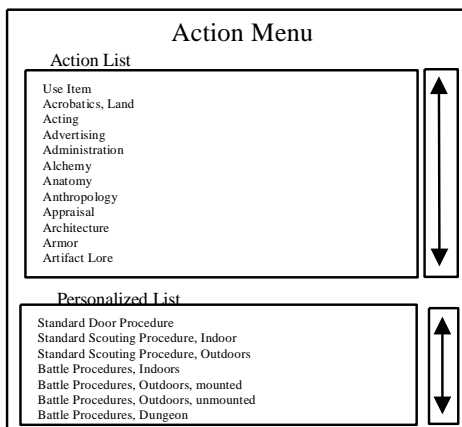 Action Menu
Action List
Use Item
Acrobatics, Land
Acting
Advertising
Administration
Alchemy
Anatomy
Anthropology
Appraisal
Architecture
Armor
Artifact Lore
Personalized List
Standard Door Procedure
Standard Scouting Procedure, Indoor
Standard Scouting Procedure, Outdoors
Battle Procedures, Indoors
Battle Procedures, Outdoors, mounted
Battle Procedures, Outdoors, unmounted
Battle Procedures, Dungeon